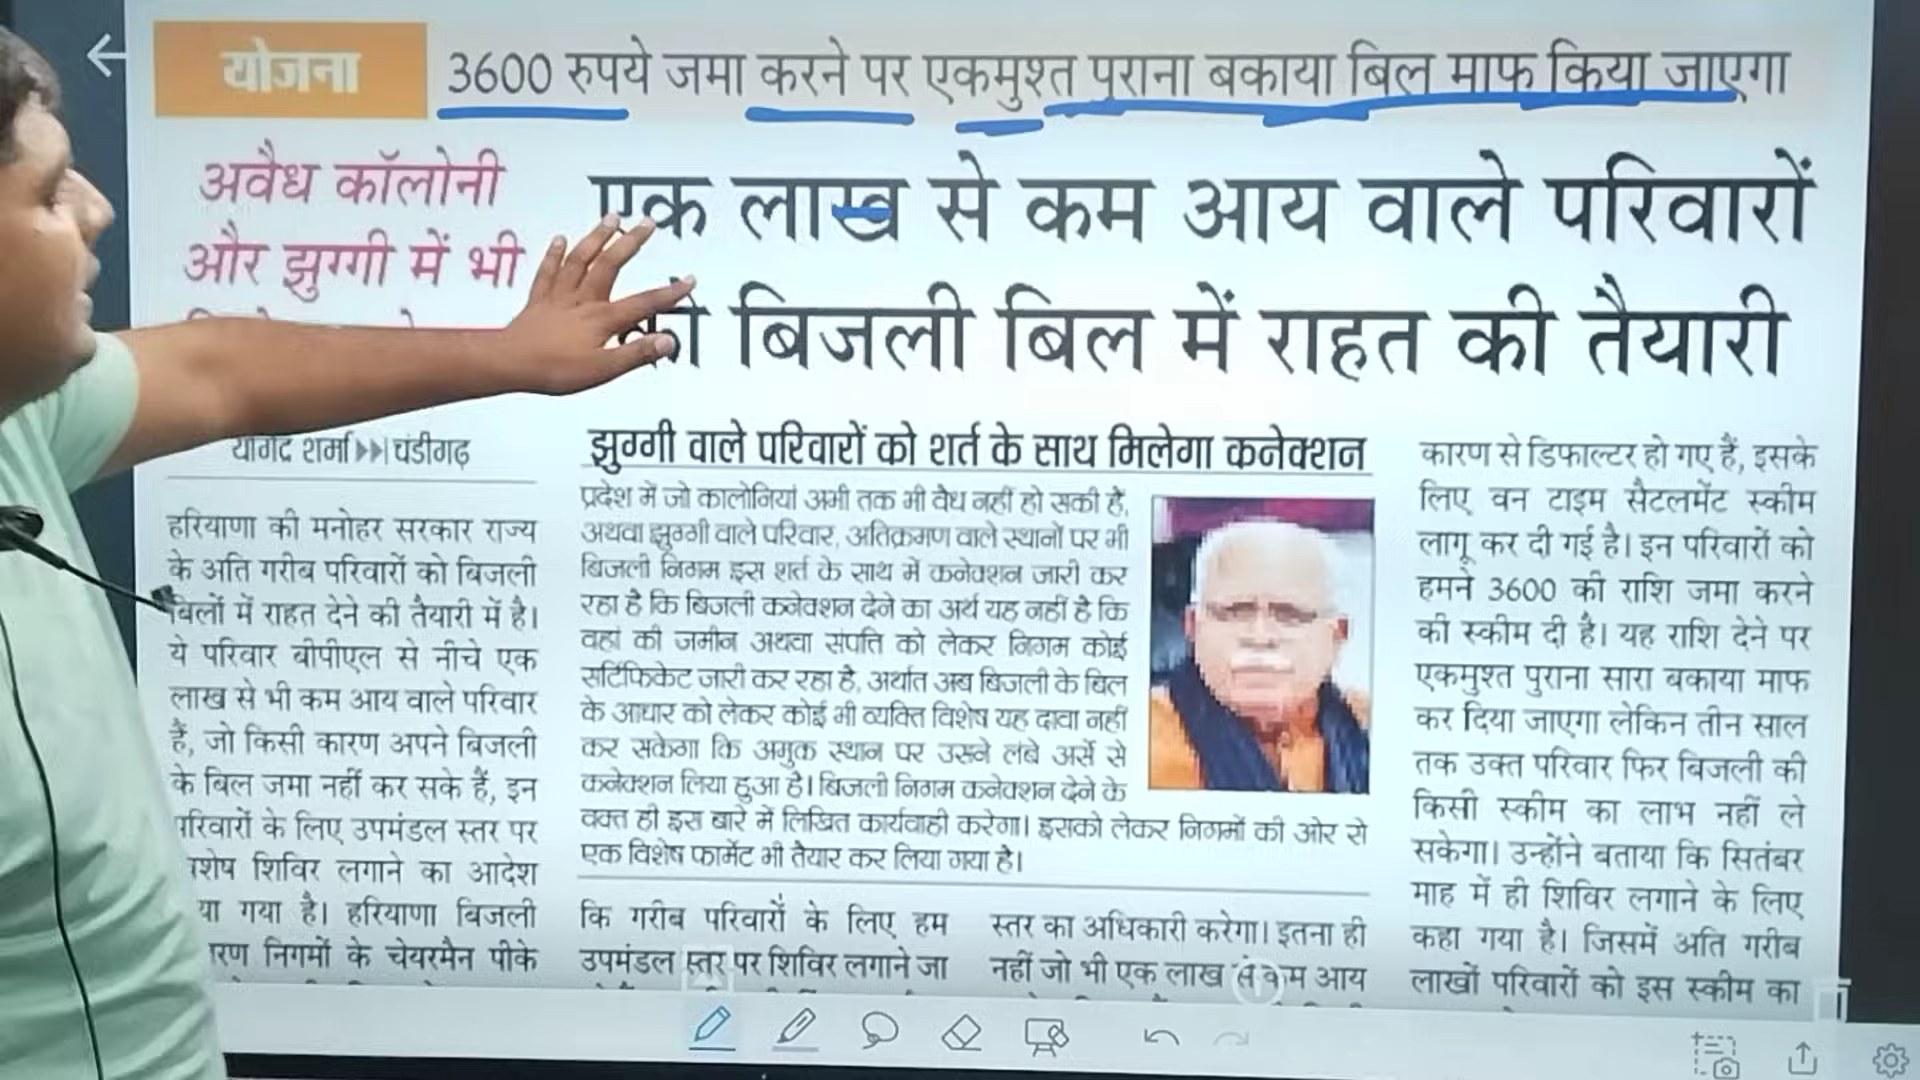 योजना
3600 रुपये जमा करने पर एकमुश्त पुराना बकाया बिल माफ किया जाएगा
अवैध कॉलोनी
और झुग्गी में भी
एक लाख से कम आय वाले परिवारों
को बिजली बिल में राहत की तैयारी
योगेंद्र शर्मा▸▸|चंडीगढ़
हरियाणा की मनोहर सरकार राज्य
के अति गरीब परिवारों को बिजली
बिलों में राहत देने की तैयारी में है।
ये परिवार बीपीएल से नीचे एक
लाख से भी कम आय वाले परिवार
हैं, जो किसी कारण अपने बिजली
के बिल जमा नहीं कर सके हैं, इन
परिवारों के लिए उपमंडल स्तर पर
शेष शिविर लगाने का आदेश
या गया है। हरियाणा बिजली
रण निगमों के चेयरमैन पीके
झुग्गी वाले परिवारों को शर्त के साथ मिलेगा कनेक्शन
प्रदेश में जो कालोनियां अभी तक भी वैध नहीं हो सकी हैं,
अथवा झुग्गी वाले परिवार, अतिक्रमण वाले स्थानों पर भी
बिजली निगम इस शर्त के साथ में कनेक्शन जारी कर
रहा है कि बिजली कनेक्शन देने का अर्थ यह नहीं है कि
वहां की जमीन अथवा संपत्ति को लेकर निगम कोई
सर्टिफिकेट जारी कर रहा है, अर्थात अब बिजली के बिल
के आधार को लेकर कोई भी व्यक्ति विशेष यह दावा नहीं
कर सकेगा कि अमुक स्थान पर उसने लंबे अर्से से
कनेक्शन लिया हुआ है। बिजली निगम कनेक्शन देने के
वक्त ही इस बारे में लिखित कार्यवाही करेगा। इसको लेकर निगमों की ओर से
एक विशेष फार्मेट भी तैयार कर लिया गया है।
कि गरीब परिवारों के लिए हम
उपमंडल स्तर पर शिविर लगाने जा
स्तर का अधिकारी करेगा। इतना ही
नहीं जो भी एक लाख से कम आय
कारण से डिफाल्टर हो गए हैं, इसके
लिए वन टाइम सैटलमेंट स्कीम
लागू कर दी गई है। इन परिवारों को
हमने 3600 की राशि जमा करने
की स्कीम दी है। यह राशि देने पर
एकमुश्त पुराना सारा बकाया माफ
कर दिया जाएगा लेकिन तीन साल
तक उक्त परिवार फिर बिजली की
किसी स्कीम का लाभ नहीं ले
सकेगा। उन्होंने बताया कि सितंबर
माह में ही शिविर लगाने के लिए
कहा गया है। जिसमें अति गरीब
लाखों परिवारों को इस स्कीम का